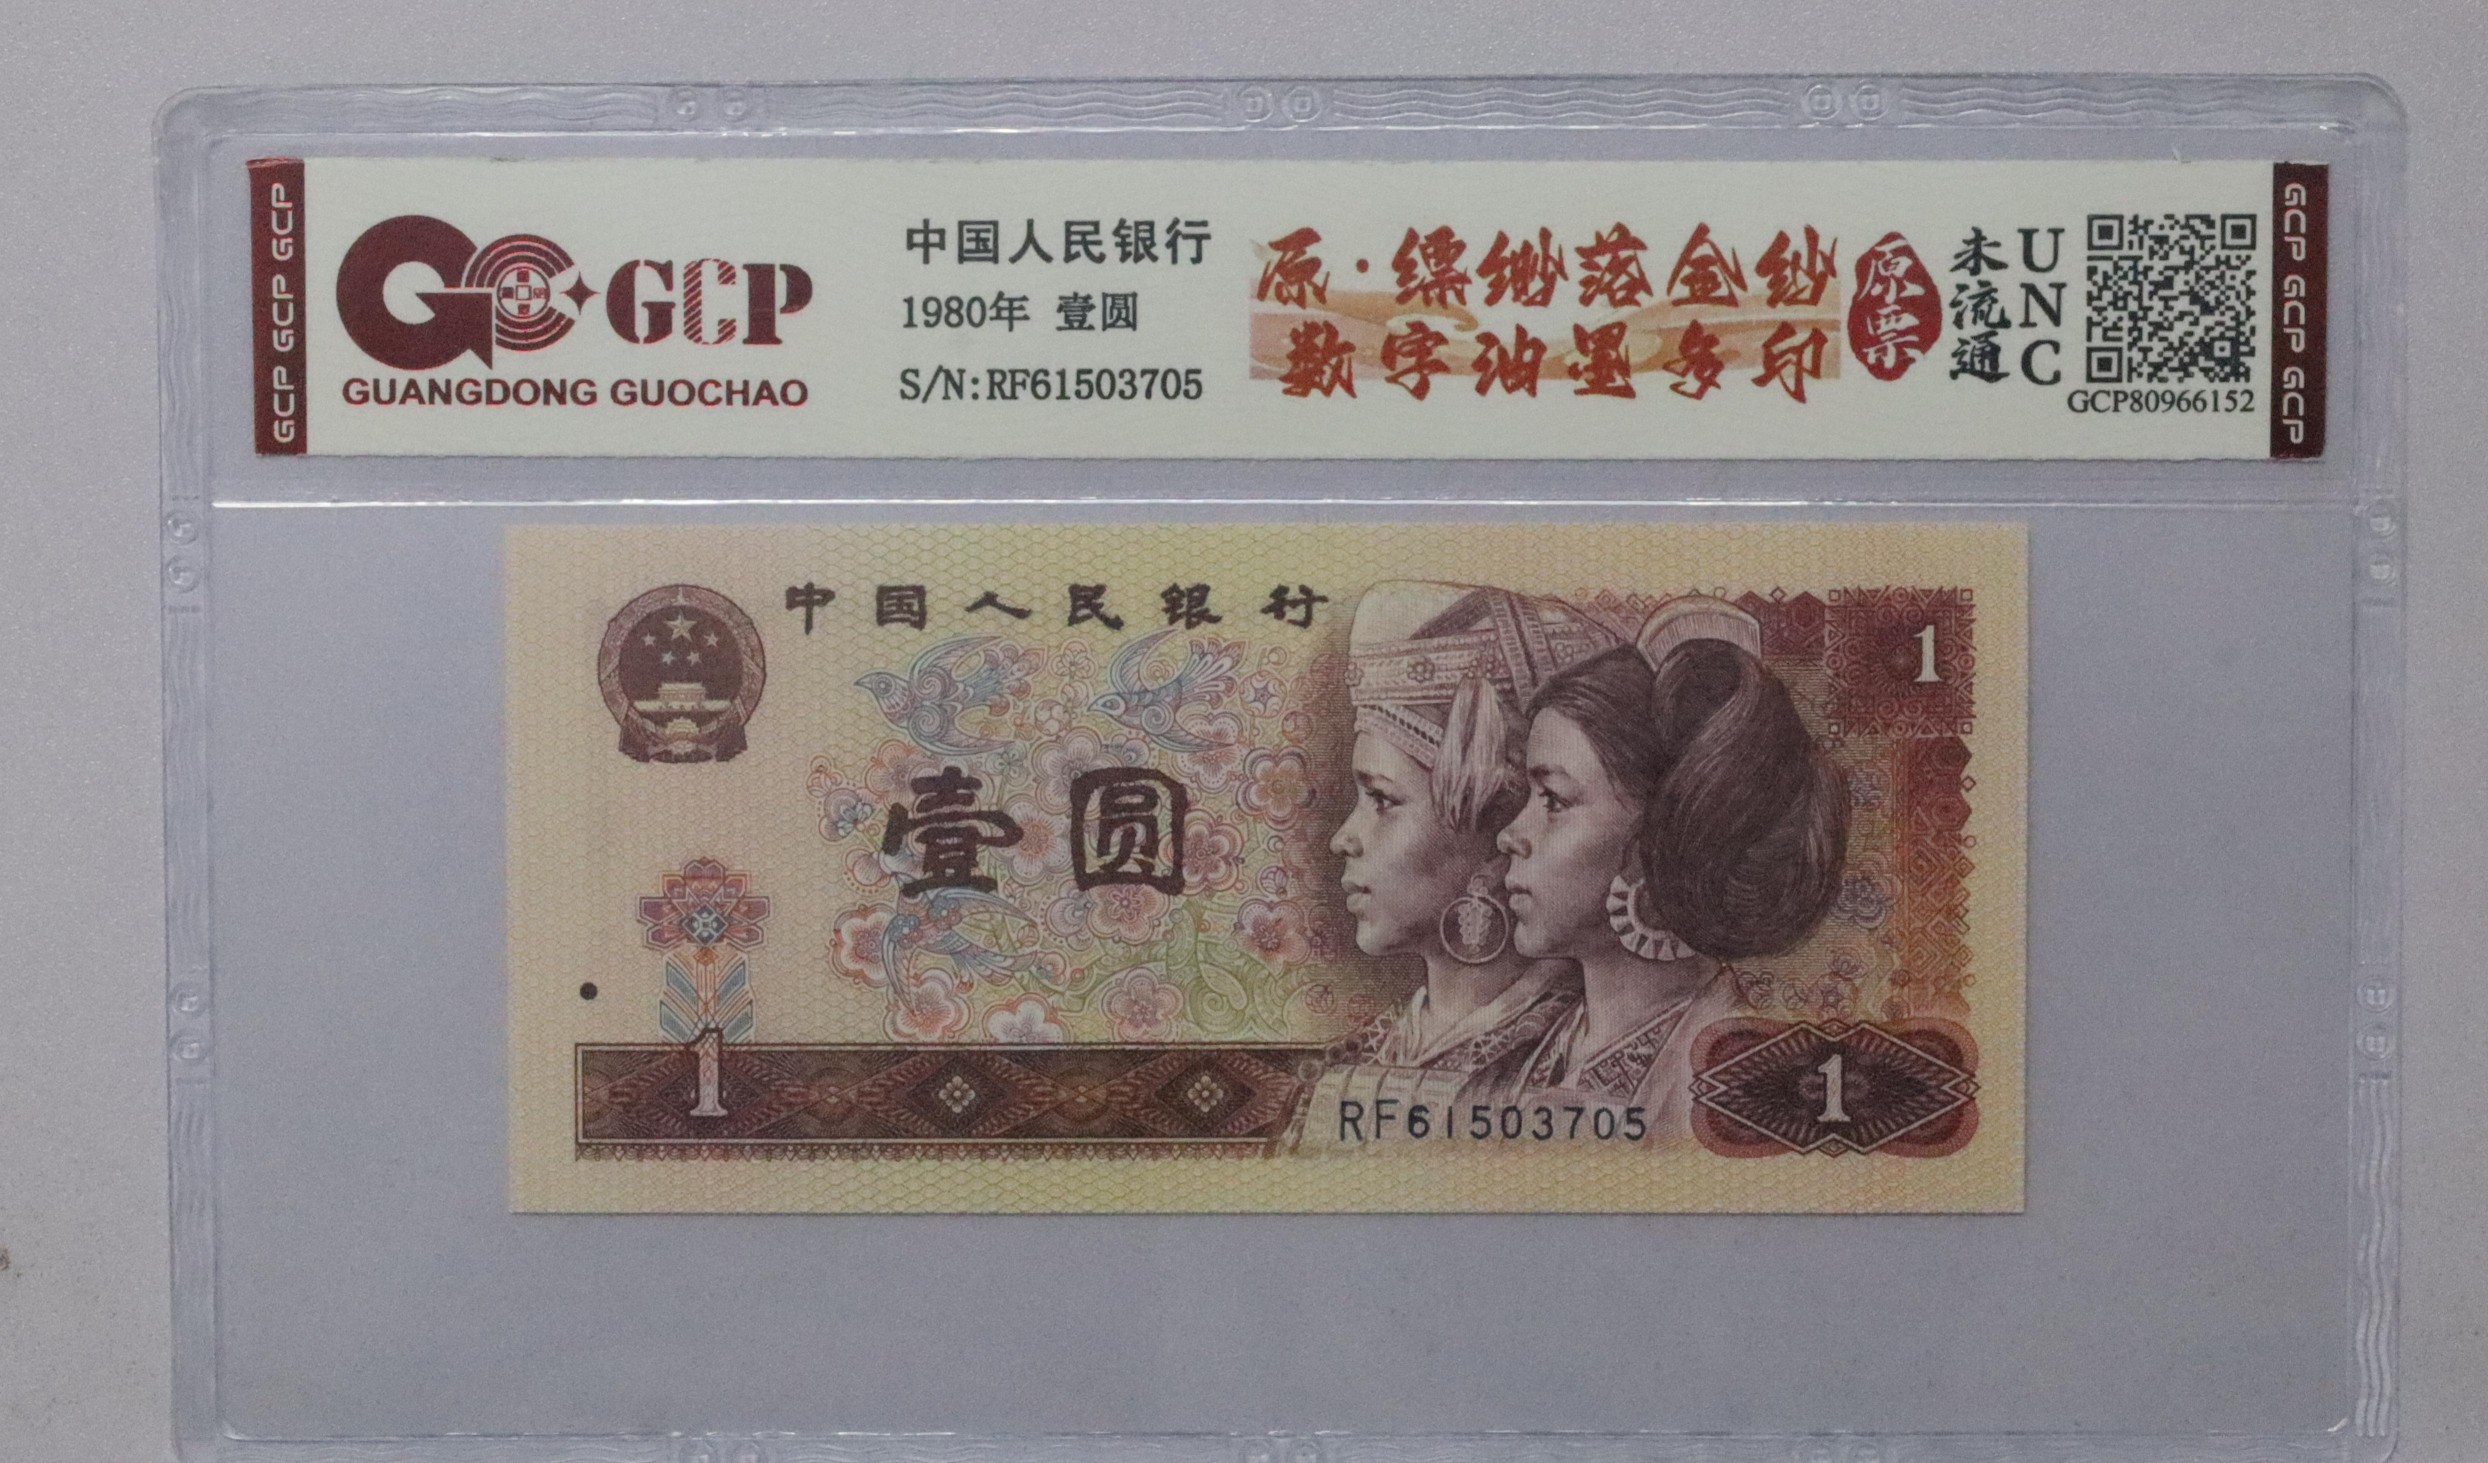 GCP GCP GCP
GCP
GUANGDONG GUOCHAO
中国人民银行
1980年 壹圆
S/N:RF61503705
原·缥缈落金纱
数字油墨多印
原票
未流通
UNC
GCP80966152
GCP GCP GCP
中国人民银行
1
壹圆
1
RF61503705
1